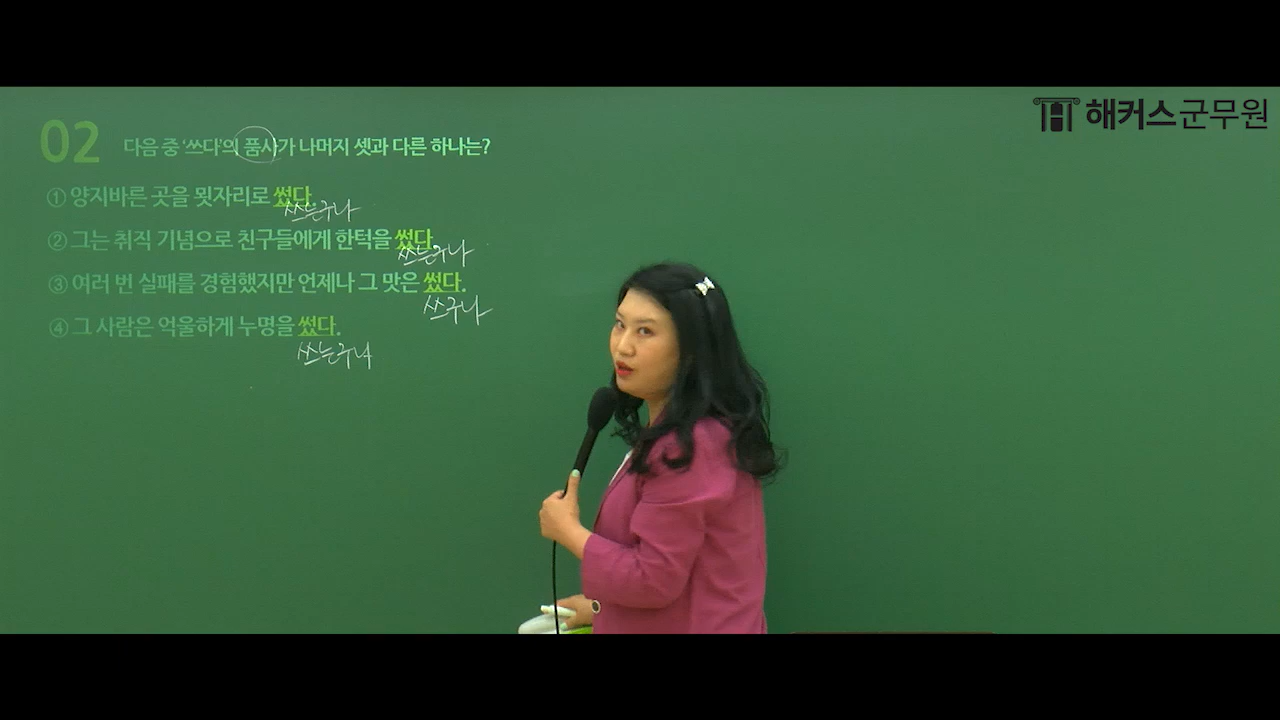 해커스군무원
02 다음 중 '쓰다'의 품사가 나머지 셋과 다른 하나는?
① 양지바른 곳을 묏자리로 썼다.
쓰는구나
② 그는 취직 기념으로 친구들에게 한턱을 썼다.
쓰는구나
③ 여러 번 실패를 경험했지만 언제나 그 맛은 썼다.
쓰구나
④ 그 사람은 억울하게 누명을 썼다.
쓰는구나